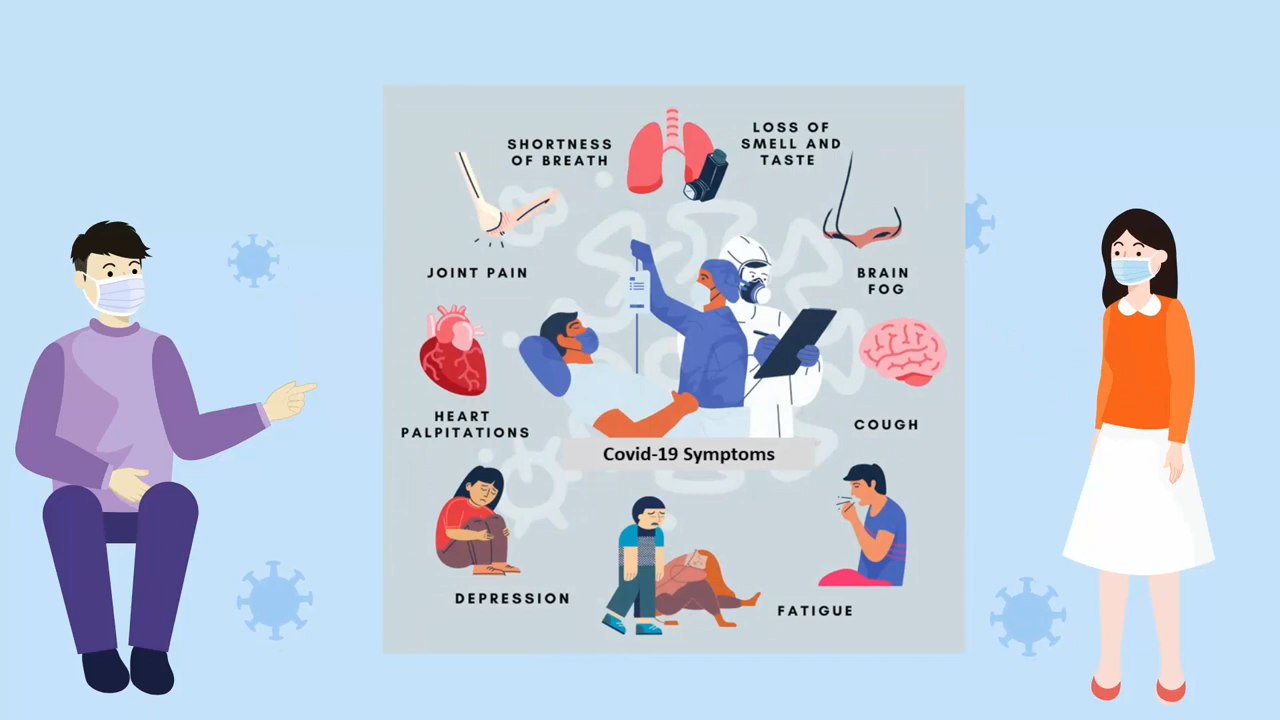 SHORTNESS
OF BREATH
LOSS OF
SMELL AND
TASTE
JOINT PAIN
BRAIN
FOG
HEART
PALPITATIONS
COUGH
Covid-19 Symptoms
DEPRESSION
FATIGUE